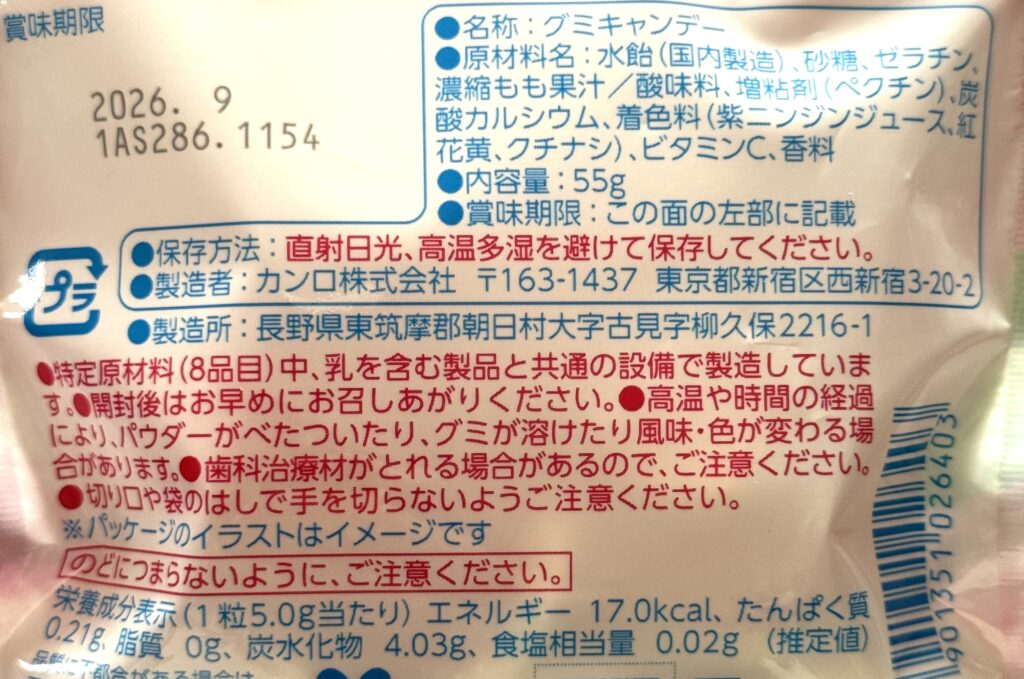 賞味期限
2026. 9
1AS286.1154
●名称：グミキャンデー
●原材料名：水飴（国内製造）、砂糖、ゼラチン、
濃縮もも果汁／酸味料、増粘剤（ペクチン）、炭
酸カルシウム、着色料（紫ニンジンジュース、紅
花黄、クチナシ）、ビタミンC、香料
●内容量：55g
●賞味期限：この面の左部に記載
●保存方法：直射日光、高温多湿を避けて保存してください。
●製造者：カンロ株式会社 〒163-1437 東京都新宿区西新宿3-20-2
プラ
●製造所：長野県東筑摩郡朝日村大字古見字柳久保2216-1
●特定原材料（8品目）中、乳を含む製品と共通の設備で製造していま
す。●開封後はお早めにお召しあがりください。●高温や時間の経過
により、パウダーがべたついたり、グミが溶けたり風味・色が変わる場
合があります。●歯科治療材がとれる場合があるので、ご注意ください。
●切り口や袋のはしで手を切らないようご注意ください。
※パッケージのイラストはイメージです
のどにつまらないように、ご注意ください。
栄養成分表示（1粒5.0g当たり）エネルギー 17.0kcal、たんぱく質
0.21g、脂質 0g、炭水化物 4.03g、食塩相当量 0.02g （推定値）
品質に不都合がある場合は
4901351026403